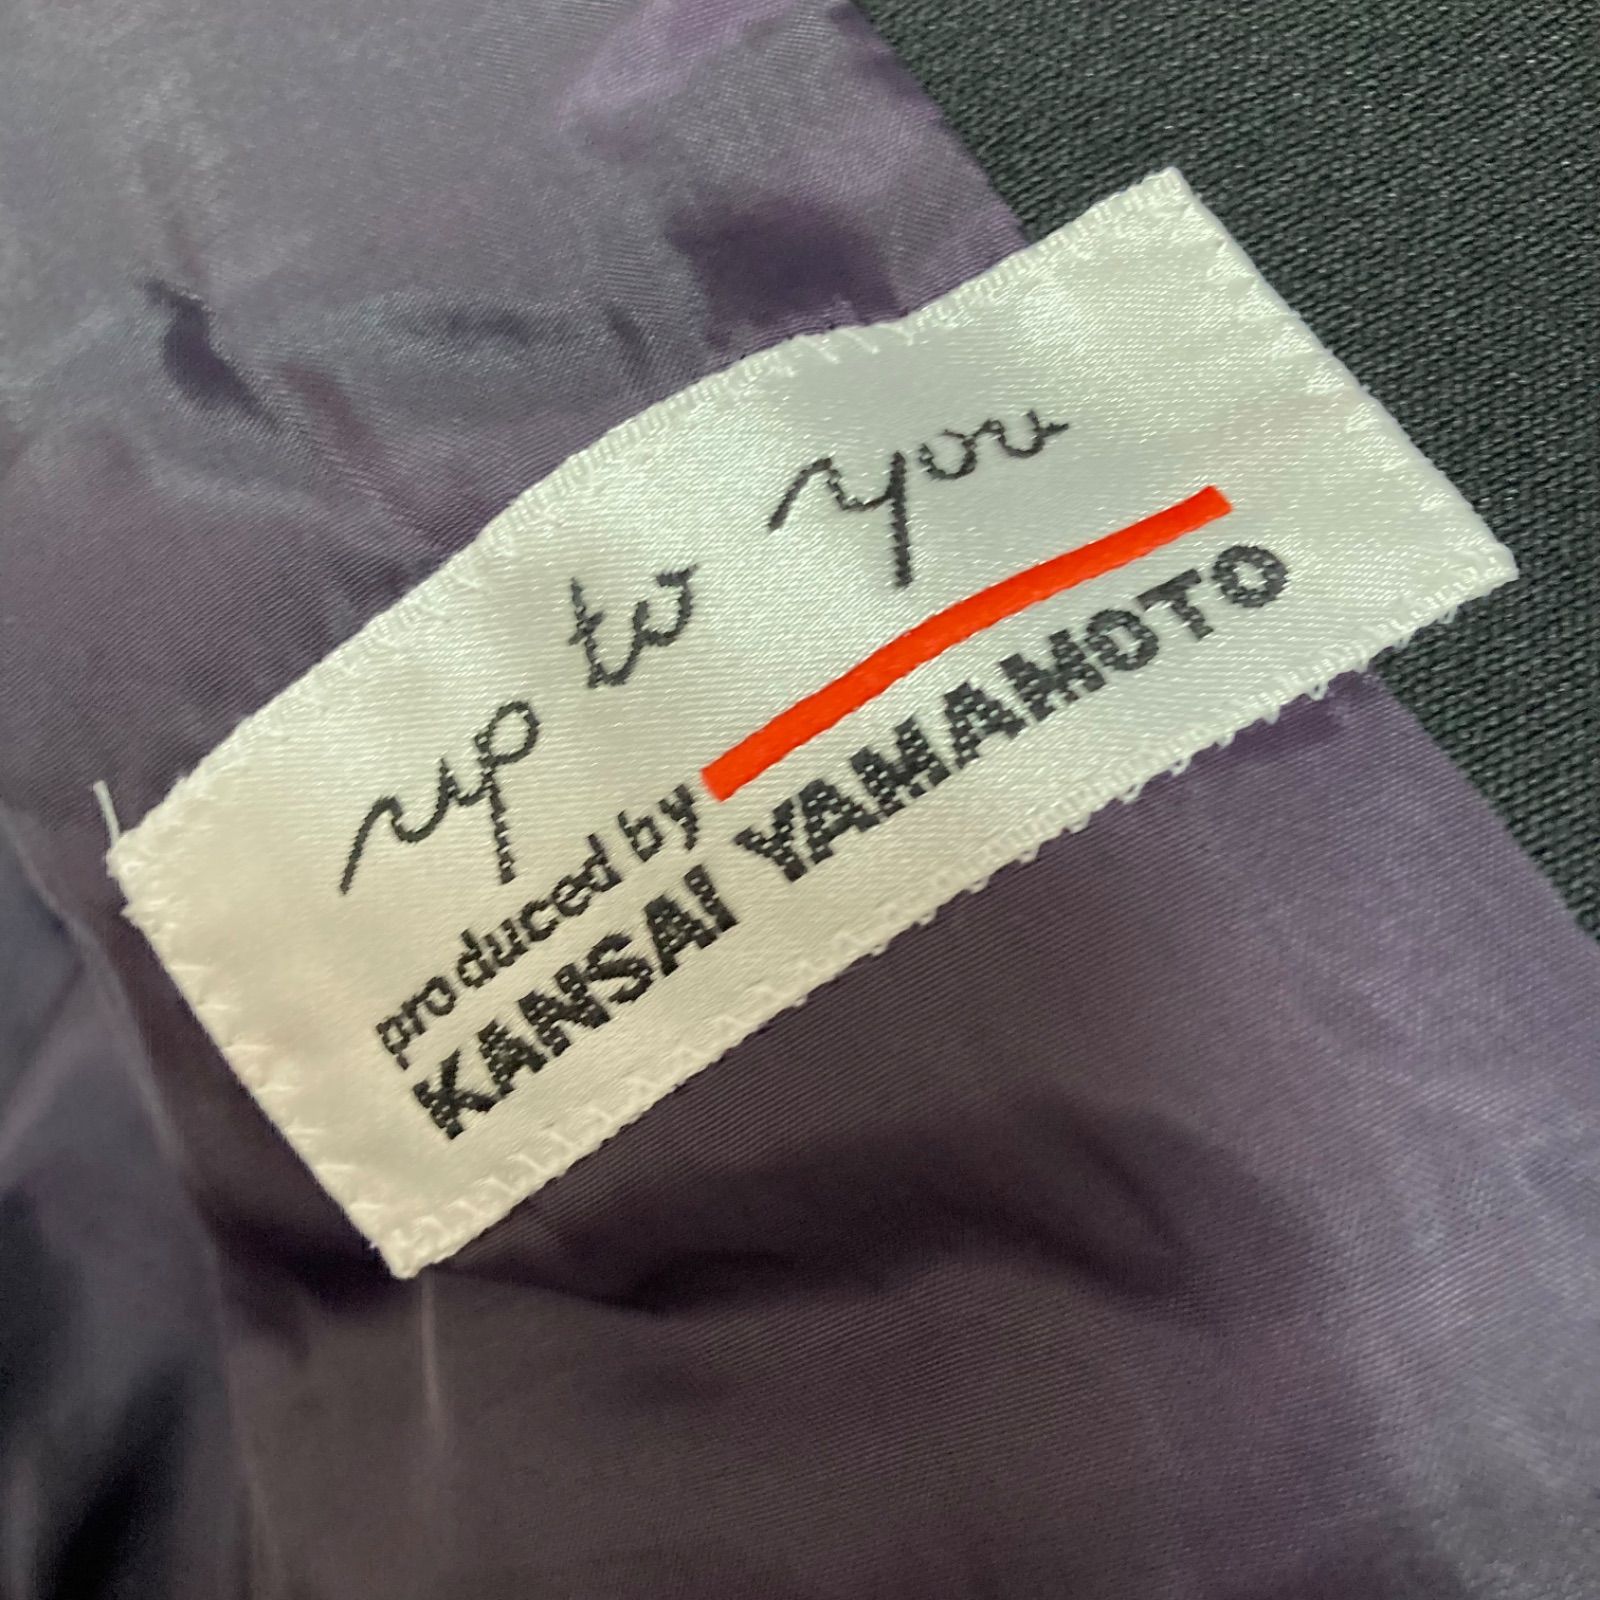 up to you
produced by
KANSAI YAMAMOTO